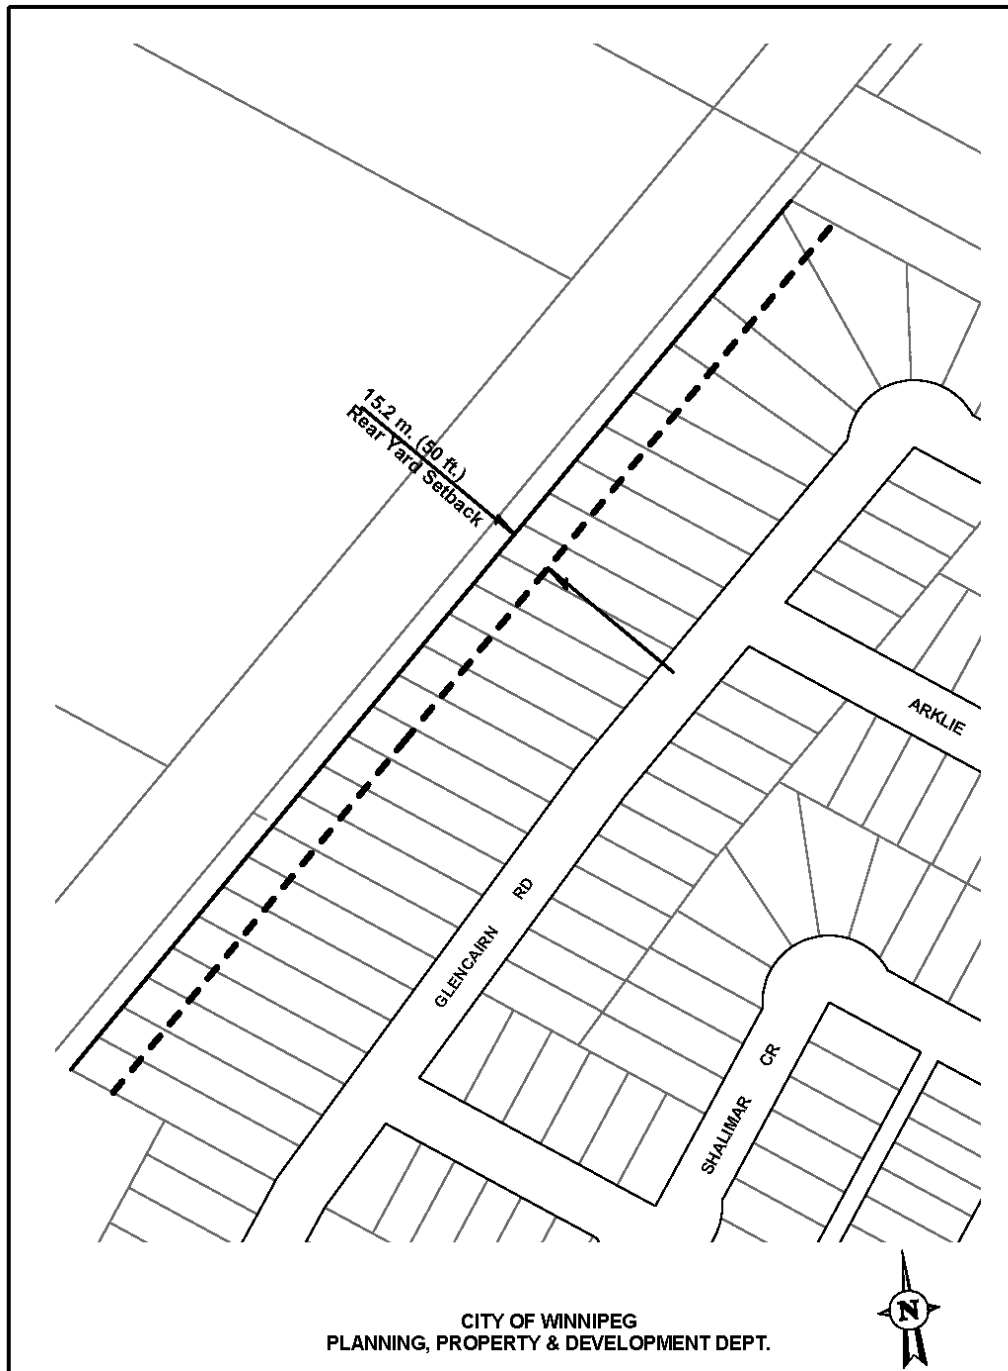 15.2 m. (50 ft.)
Rear Yard Setback
ARKLIE
GLENCAIRN RD
SHALIMAR CR
N
CITY OF WINNIPEG
PLANNING, PROPERTY & DEVELOPMENT DEPT.